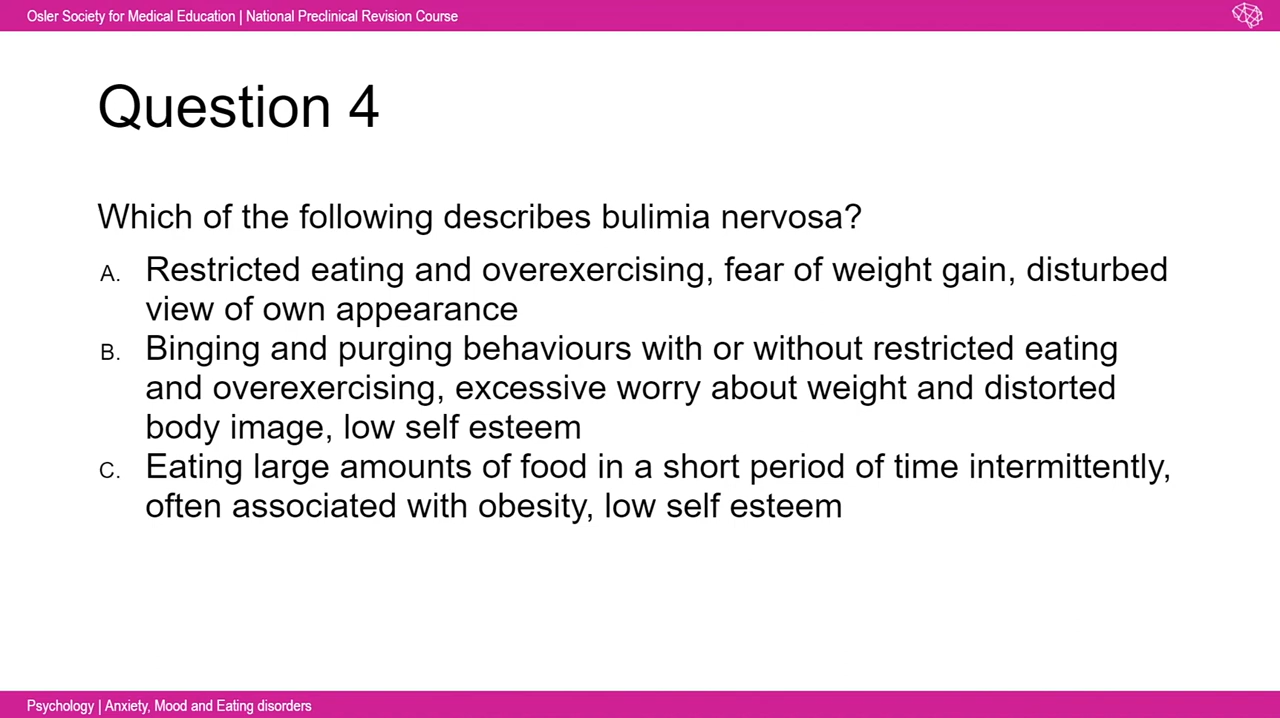 Osler Society for Medical Education | National Preclinical Revision Course
Question 4
Which of the following describes bulimia nervosa?
A. Restricted eating and overexercising, fear of weight gain, disturbed
view of own appearance
B. Binging and purging behaviours with or without restricted eating
and overexercising, excessive worry about weight and distorted
body image, low self esteem
C. Eating large amounts of food in a short period of time intermittently,
often associated with obesity, low self esteem
Psychology | Anxiety, Mood and Eating disorders